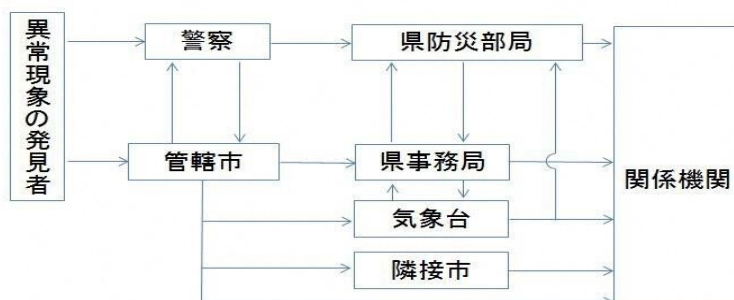 異常現象の発見者
警察
県防災部局
管轄市
県事務局
関係機関
気象台
隣接市